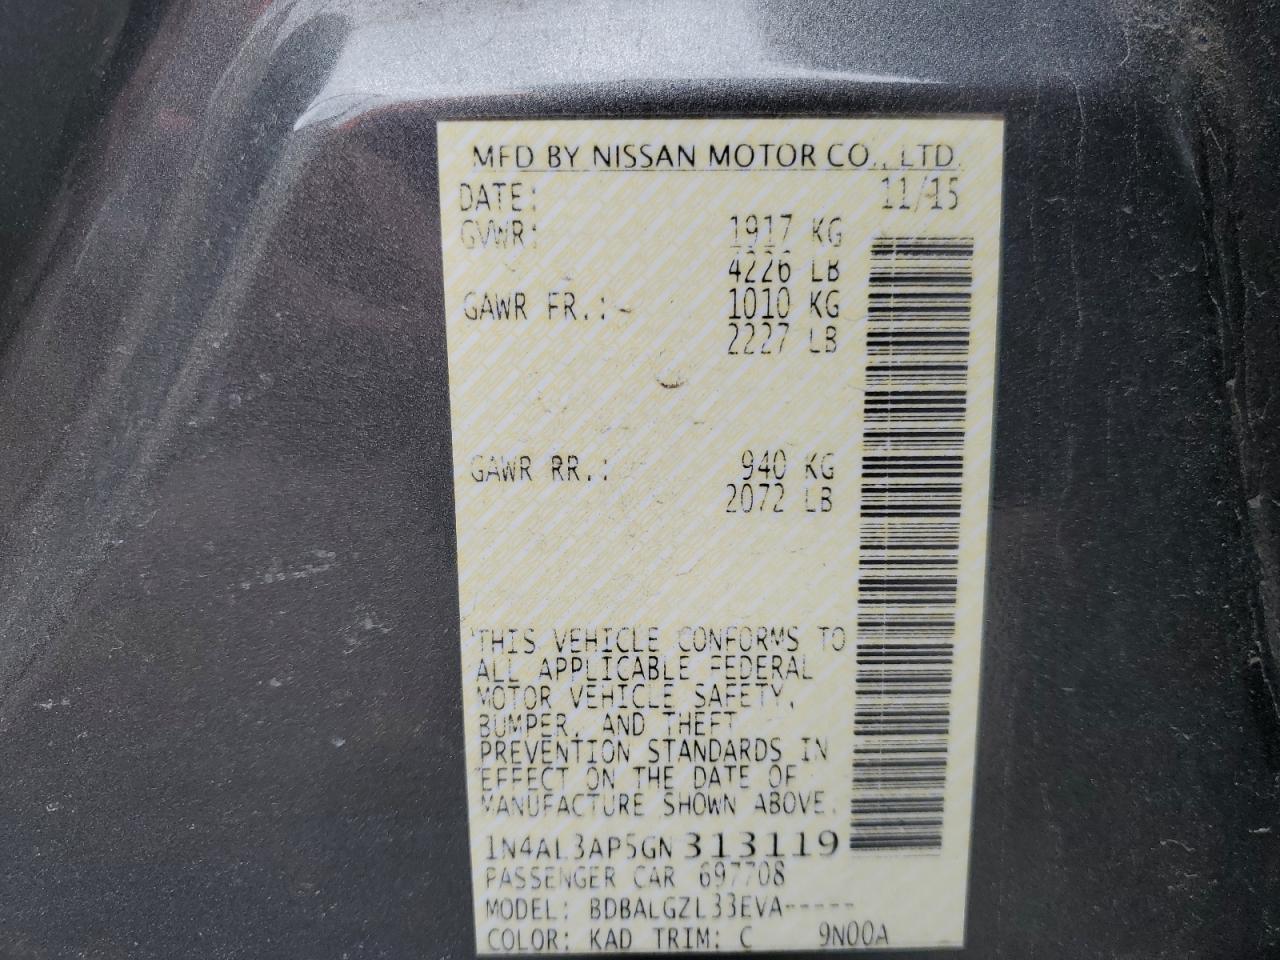 MFD BY NISSAN MOTOR CO., LTD.
DATE: 11/15
GVWR: 1917 KG
4226 LB
GAWR FR.: 1010 KG
2227 LB
GAWR RR.: 940 KG
2072 LB
THIS VEHICLE CONFORMS TO
ALL APPLICABLE FEDERAL
MOTOR VEHICLE SAFETY,
BUMPER, AND THEFT
PREVENTION STANDARDS IN
EFFECT ON THE DATE OF
MANUFACTURE SHOWN ABOVE.
1N4AL3AP5GN313119
PASSENGER CAR 697708
MODEL: BDBALGZL33EVA-----
COLOR: KAD TRIM: C 9N00A